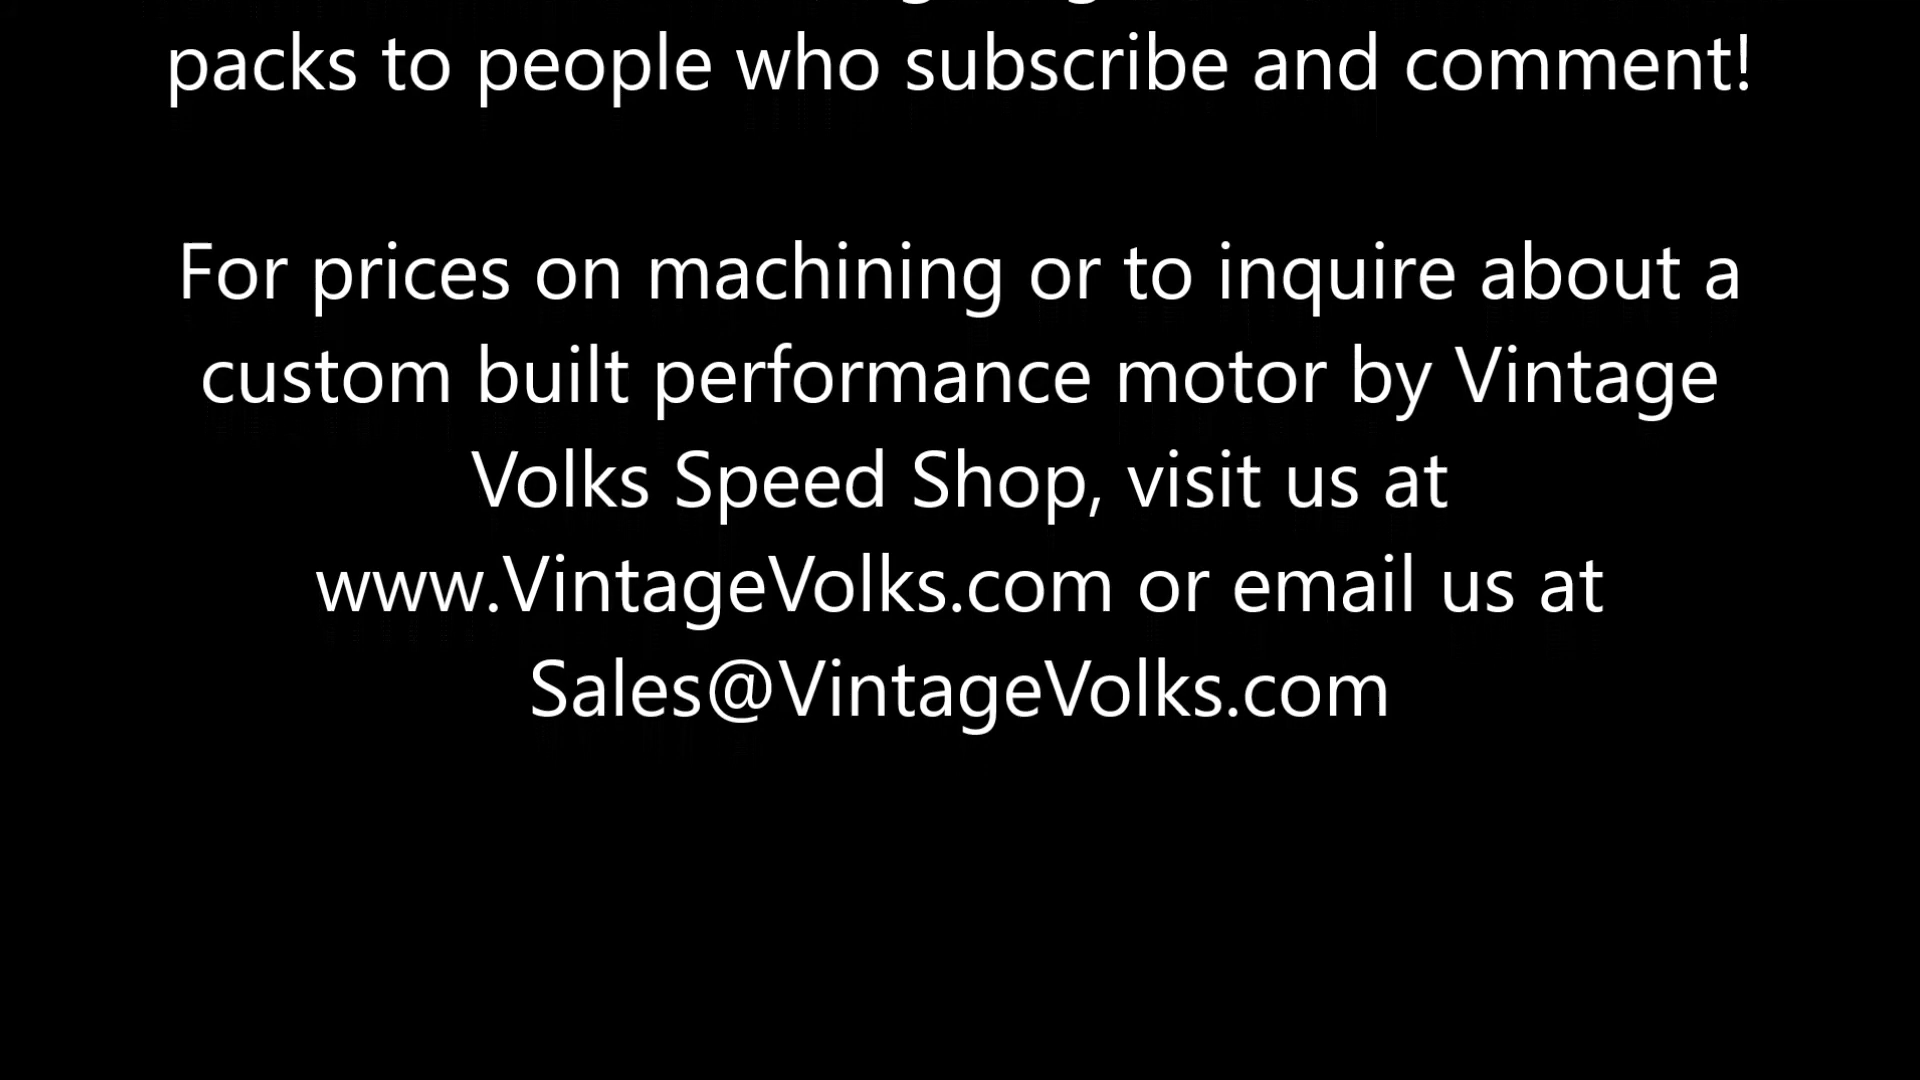 packs to people who subscribe and comment!
For prices on machining or to inquire about a
custom built performance motor by Vintage
Volks Speed Shop, visit us at
www.VintageVolks.com or email us at
Sales@VintageVolks.com